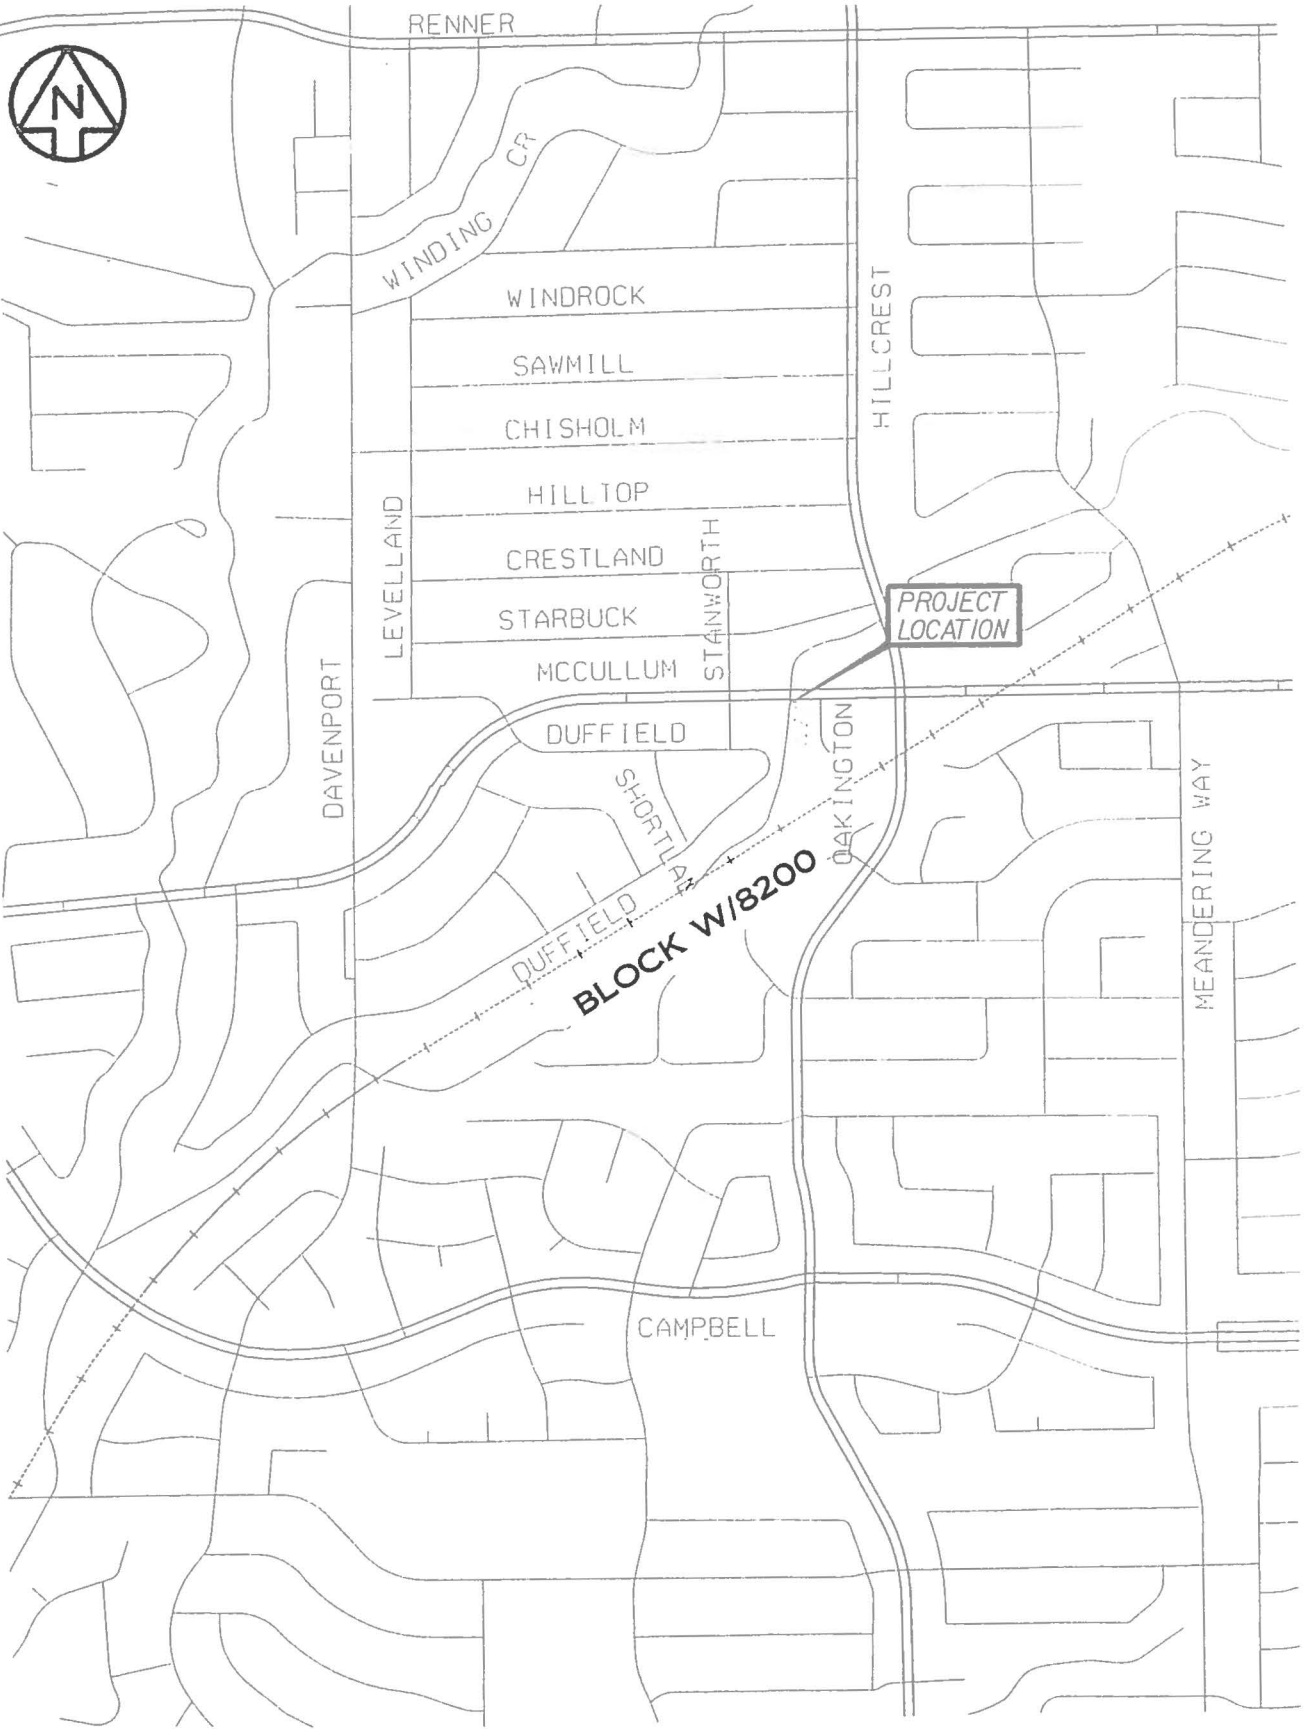 RENNER
N
WINDING CR
WINDROCK
HILLCREST
SAWMILL
CHISHOLM
HILLTOP
LEVELLAND
CRESTLAND
STANWORTH
STARBUCK
PROJECT
LOCATION
MCCULLUM
DAVENPORT
DUFFIELD
OAKINGTON
MEANDERING WAY
DUFFIELD
BLOCK W/8200
CAMPBELL